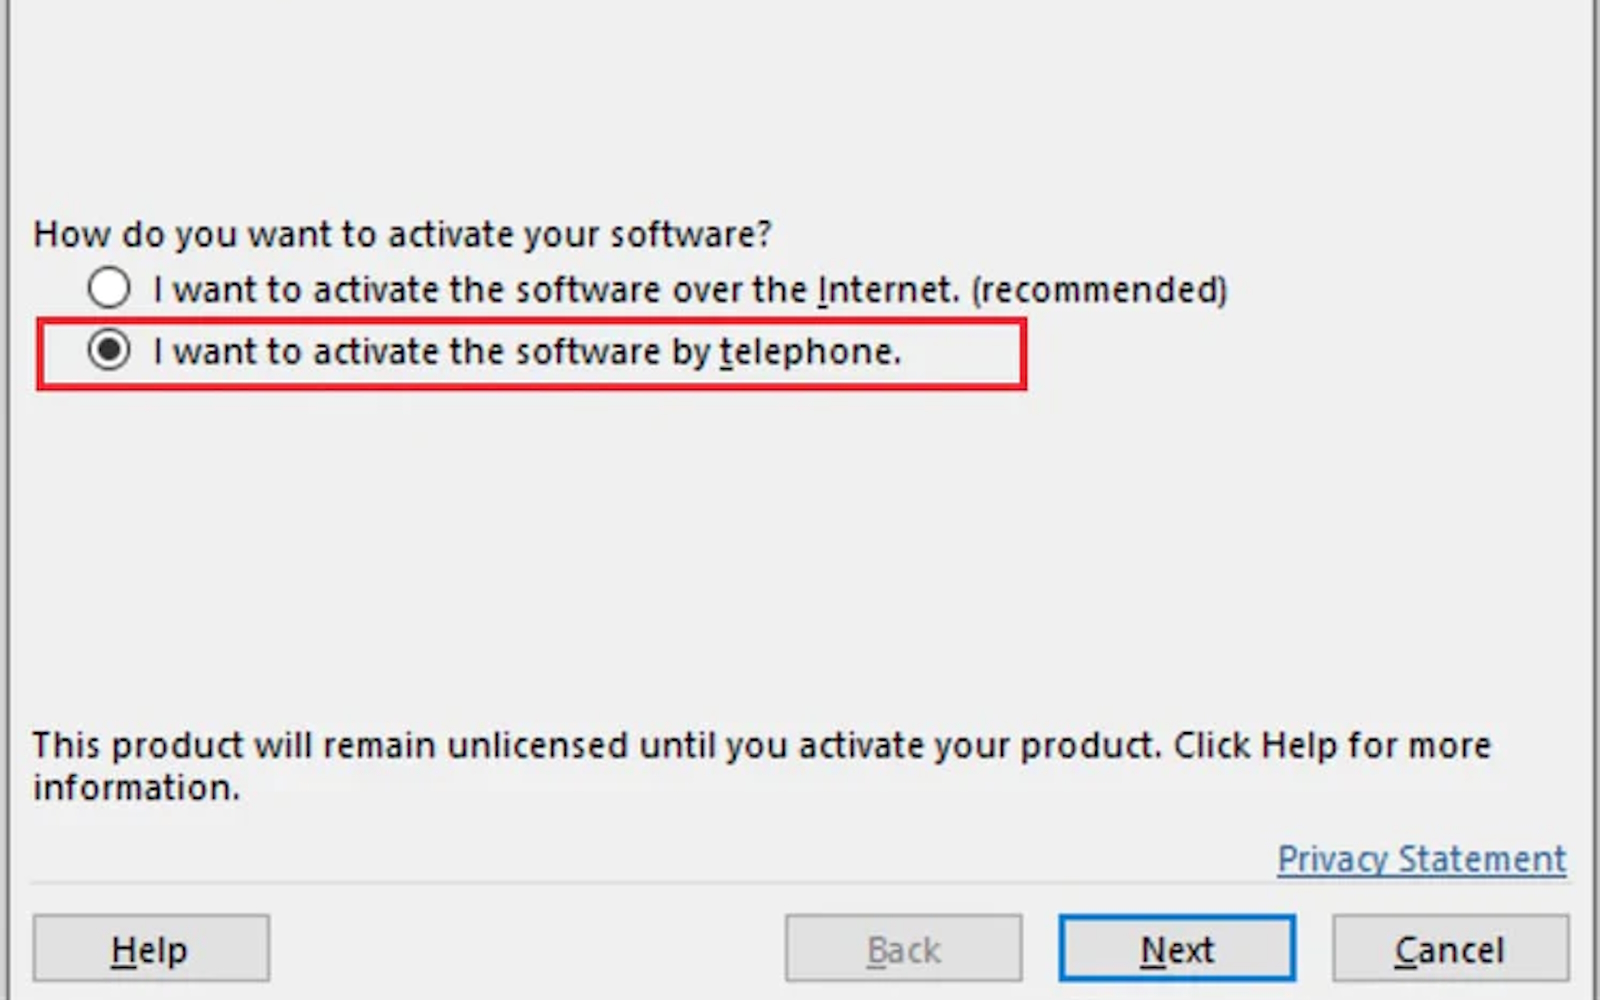 How do you want to activate your software?
I want to activate the software over the Internet. (recommended)
I want to activate the software by telephone.
This product will remain unlicensed until you activate your product. Click Help for more
information.
Privacy Statement
Help
Back
Next
Cancel